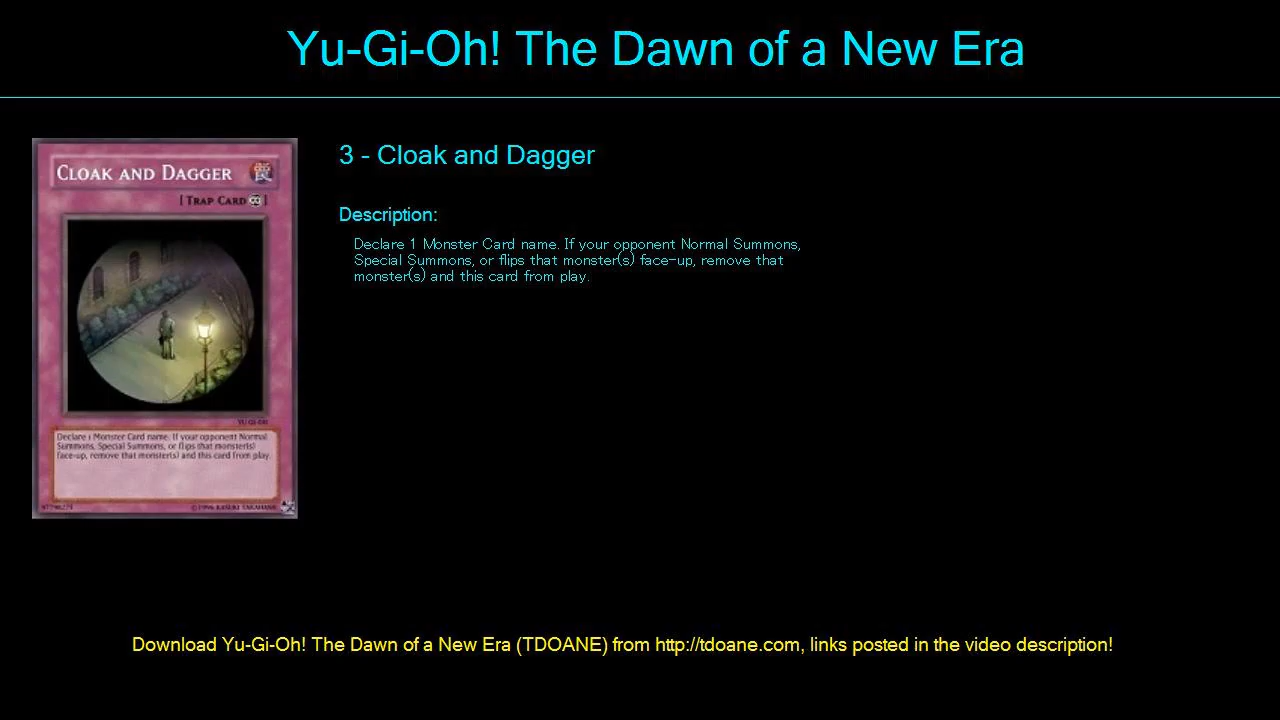 Yu-Gi-Oh! The Dawn of a New Era
3 - Cloak and Dagger
Description:
Declare 1 Monster Card name. If your opponent Normal Summons,
Special Summons, or flips that monster(s) face-up, remove that
monster(s) and this card from play.
CLOAK AND DAGGER
[TRAP CARD]
Declare 1 Monster Card name. If your opponent Normal
Summons, Special Summons, or flips that monster(s)
face-up, remove that monster(s) and this card from play.
©1996 KAZUKI TAKAHASHI
Download Yu-Gi-Oh! The Dawn of a New Era (TDOANE) from http://tdoane.com, links posted in the video description!